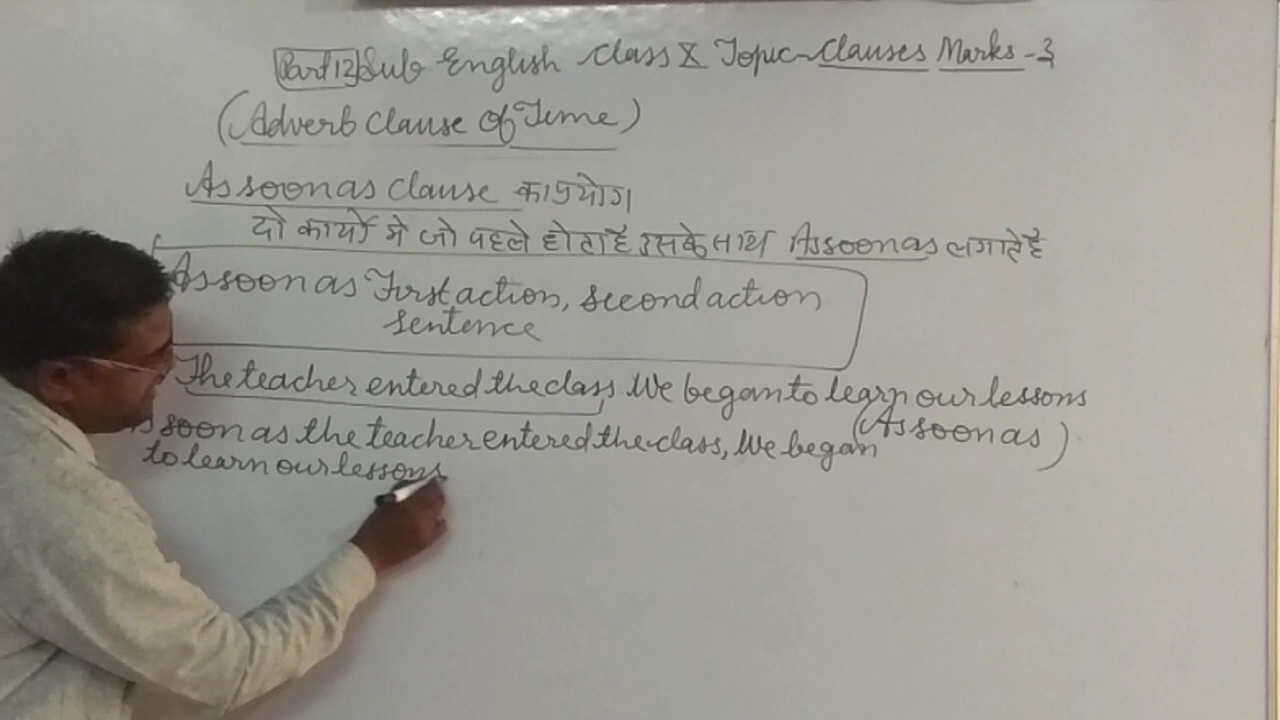 Part 12 Sub English Class X Topic - Clauses Marks - 3
(Adverb Clause of Time)
As soon as clause का प्रयोग
दो कार्यो मे जो पहले होता है उसके साथ As soon as लगाते है
As soon as First action, second action
sentence
The teacher entered the class, We began to learn our lessons
(As soon as)
s soon as the teacher entered the class, We began
to learn our lessons